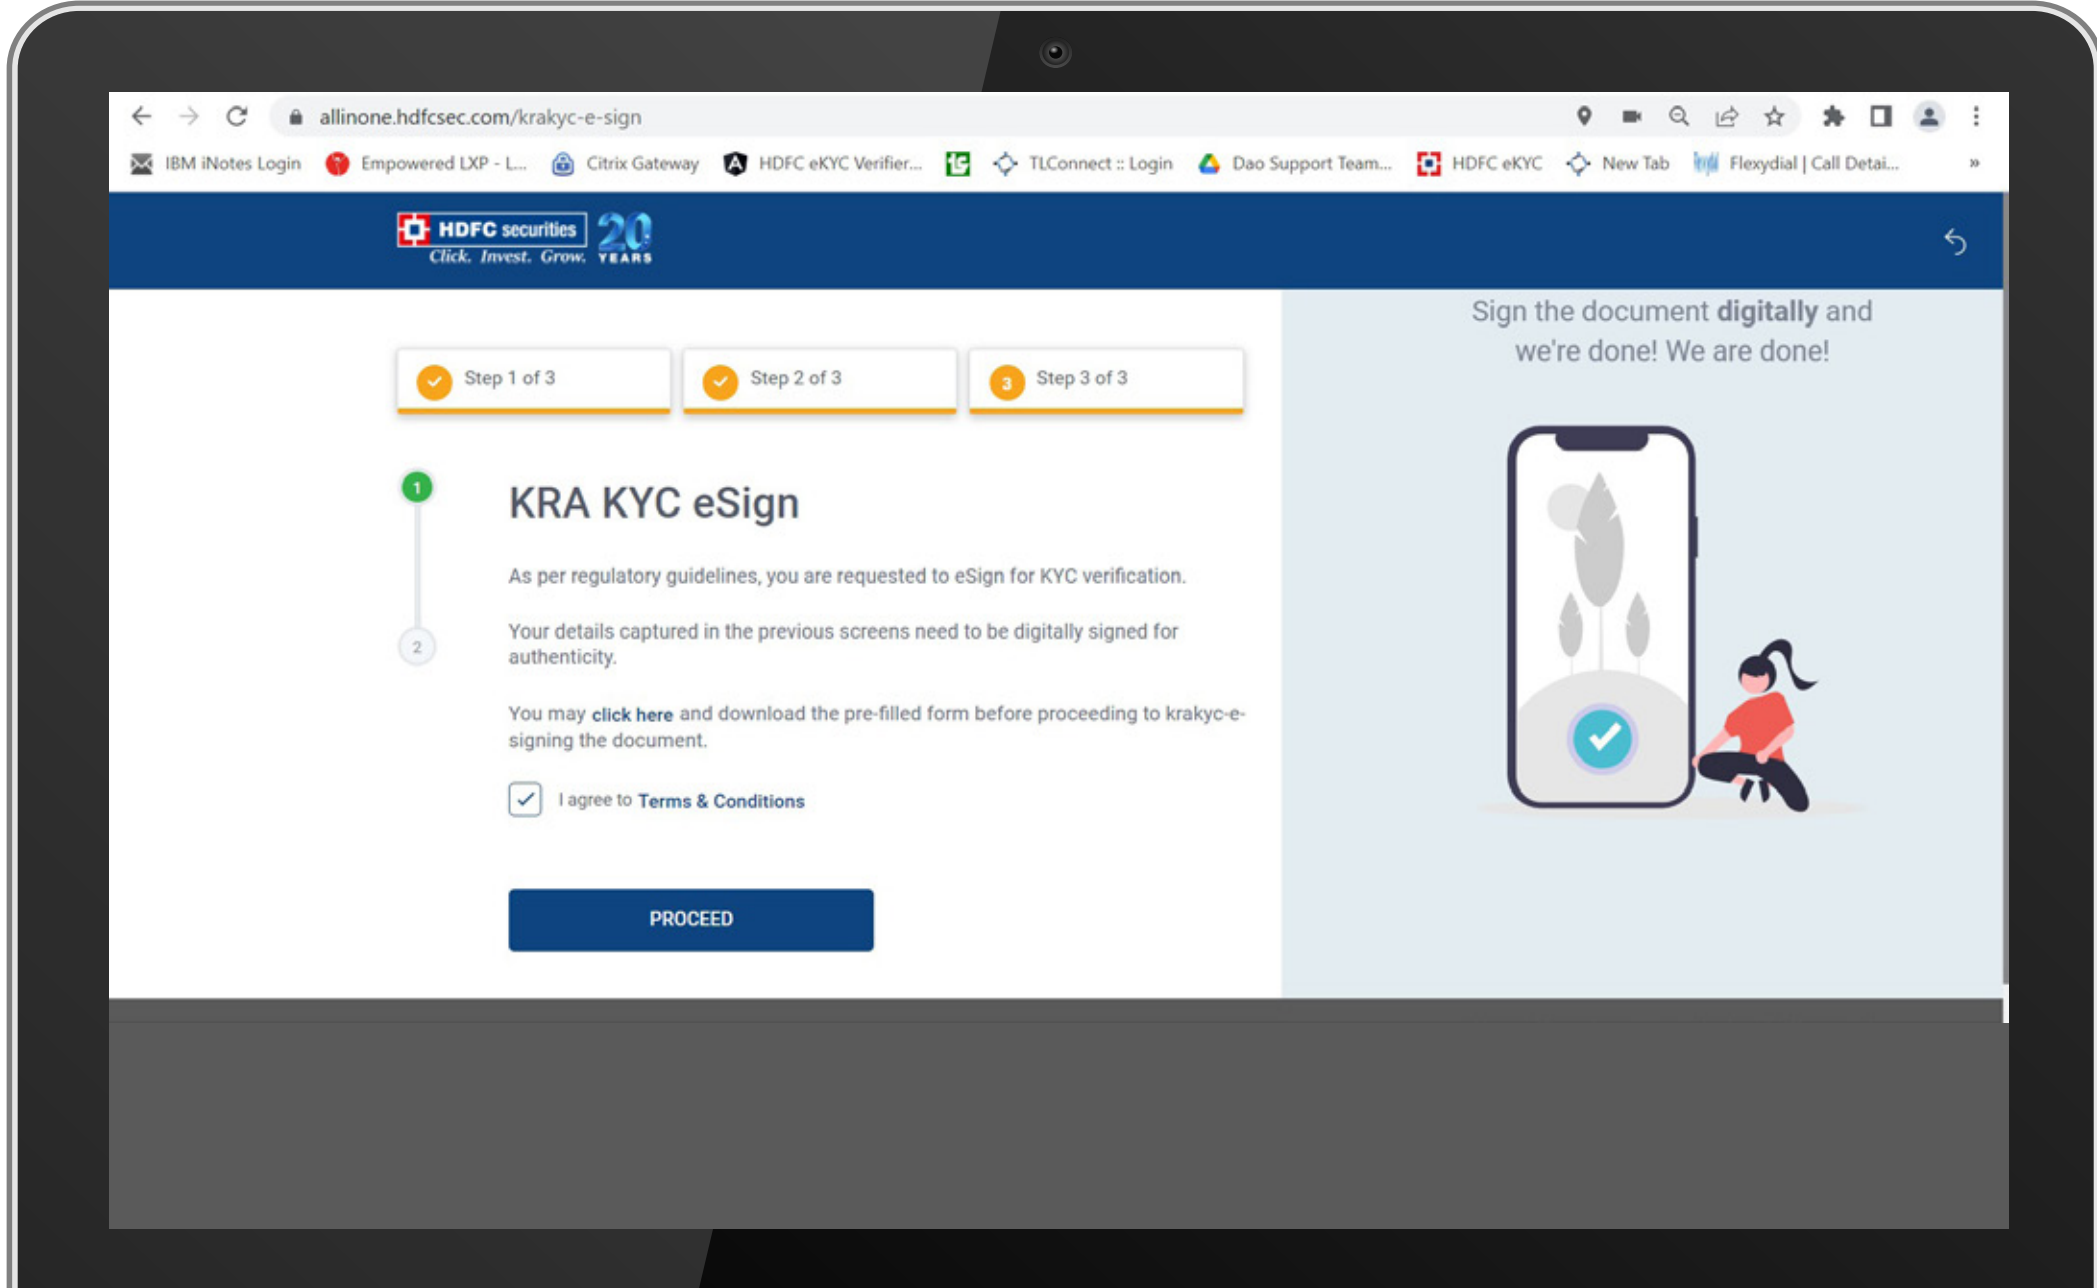 allinone.hdfcsec.com/krakyc-e-sign
IBM iNotes Login Empowered LXP - L... Citrix Gateway HDFC eKYC Verifier... TLConnect :: Login Dao Support Team... HDFC eKYC New Tab Flexydial | Call Detai... »
HDFC securities 20
Click. Invest. Grow. YEARS
Sign the document digitally and
we're done! We are done!
Step 1 of 3
Step 2 of 3
3 Step 3 of 3
1
KRA KYC eSign
As per regulatory guidelines, you are requested to eSign for KYC verification.
2
Your details captured in the previous screens need to be digitally signed for
authenticity.
You may click here and download the pre-filled form before proceeding to krakyc-e-
signing the document.
I agree to Terms & Conditions
PROCEED